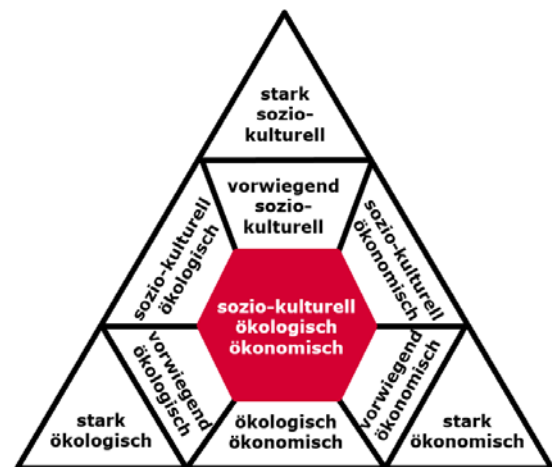 stark
sozio-
kulturell
vorwiegend
sozio-
kulturell
sozio-kulturell
ökologisch
sozio-kulturell
ökonomisch
sozio-kulturell
ökologisch
ökonomisch
stark
ökologisch
vorwiegend
ökologisch
ökologisch
ökonomisch
vorwiegend
ökonomisch
stark
ökonomisch